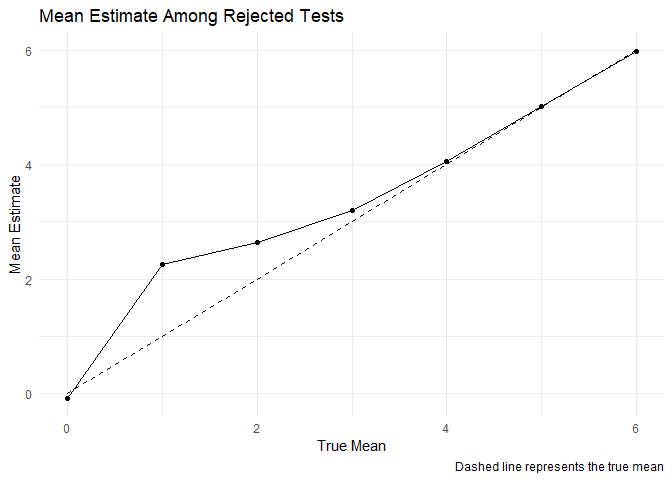 Mean Estimate Among Rejected Tests
6
4
2
0
Mean Estimate
0
2
4
6
True Mean
Dashed line represents the true mean